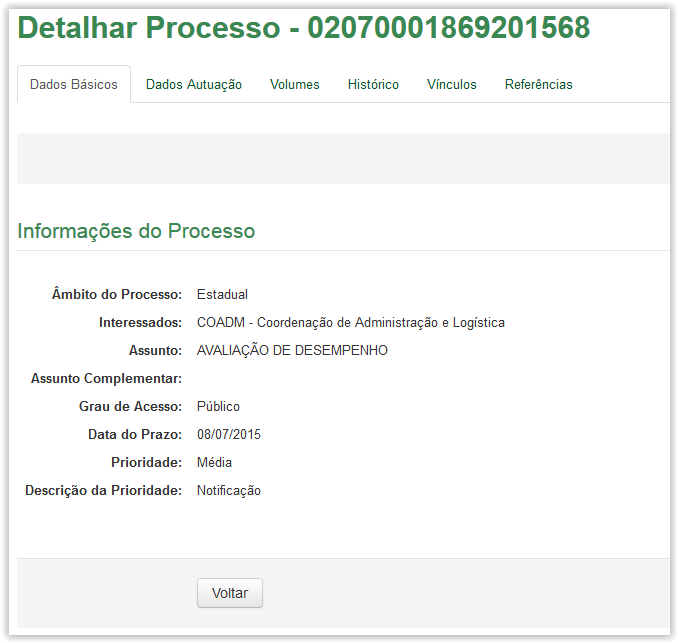 Detalhar Processo - 02070001869201568
Dados Básicos Dados Autuação Volumes Histórico Vínculos Referências
Informações do Processo
Âmbito do Processo: Estadual
Interessados: COADM - Coordenação de Administração e Logística
Assunto: AVALIAÇÃO DE DESEMPENHO
Assunto Complementar:
Grau de Acesso: Público
Data do Prazo: 08/07/2015
Prioridade: Média
Descrição da Prioridade: Notificação
Voltar